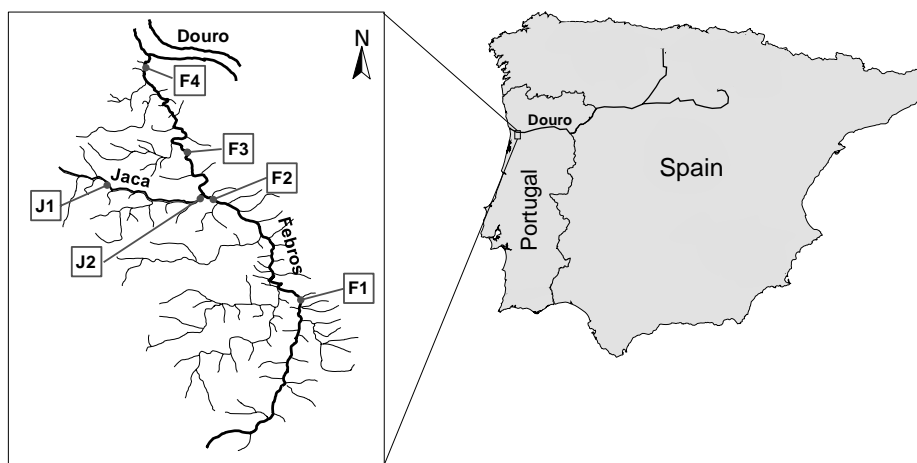 Douro
N
F4
F3
Jaca
F2
J1
J2
Febros
F1
Douro
Spain
Portugal